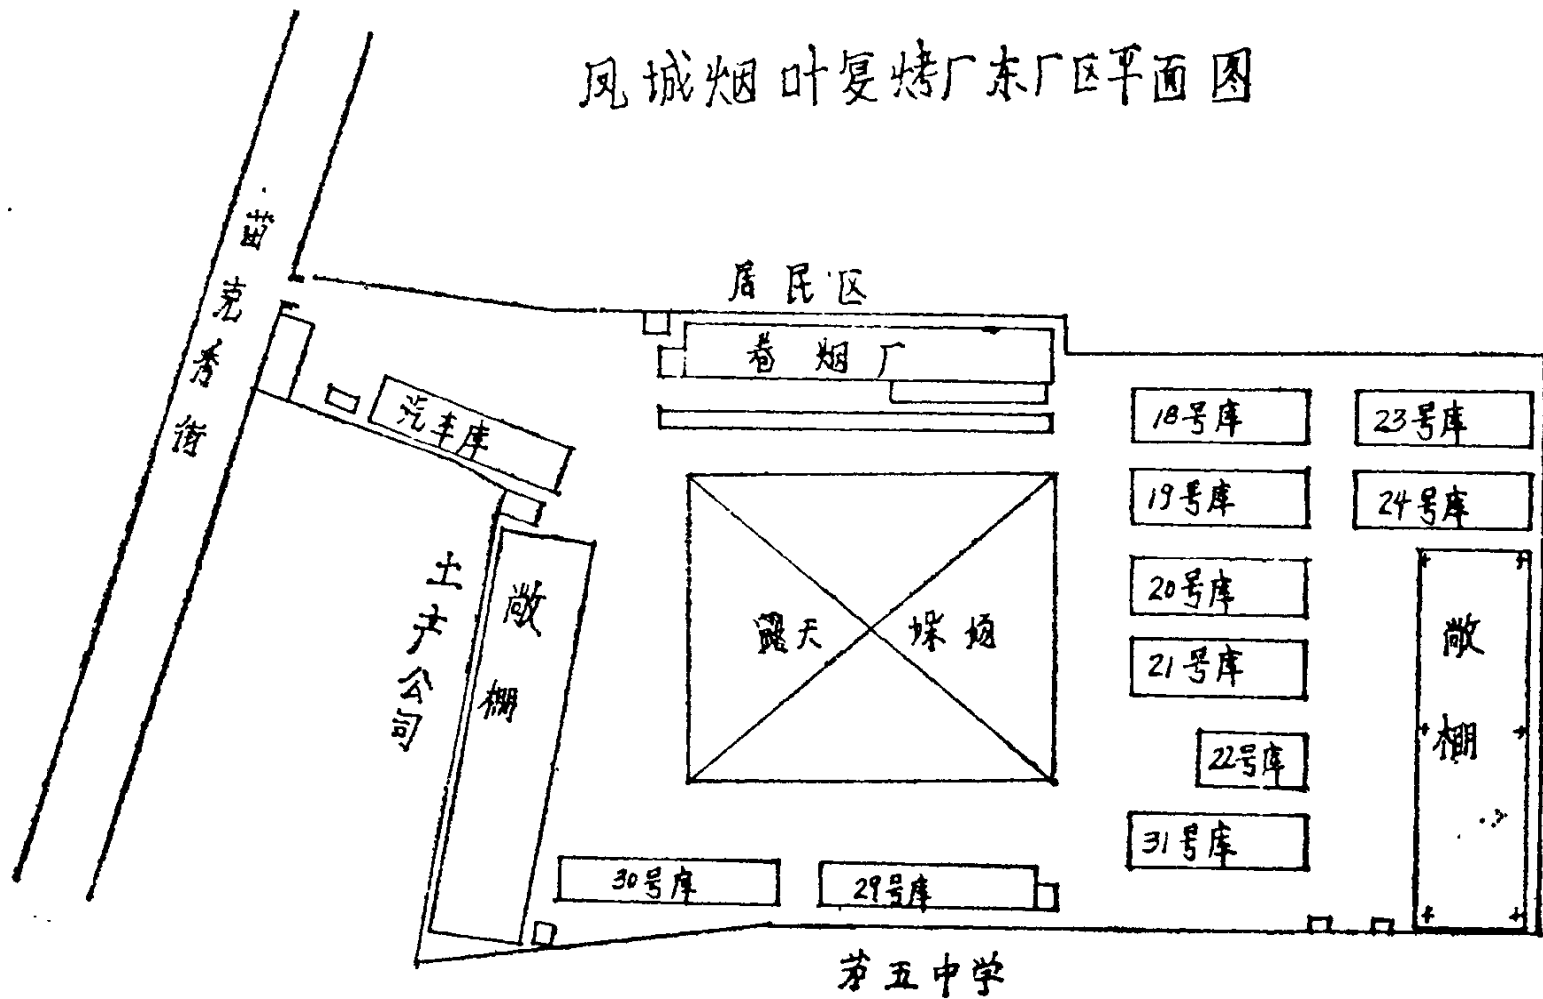 凤城烟叶复烤厂东厂区平面图
苗克秀街
居民区
卷烟厂
汽车库
18号库
23号库
19号库
24号库
土产公司
敞棚
露天垛场
20号库
21号库
敞棚
22号库
31号库
30号库
29号库
第五中学